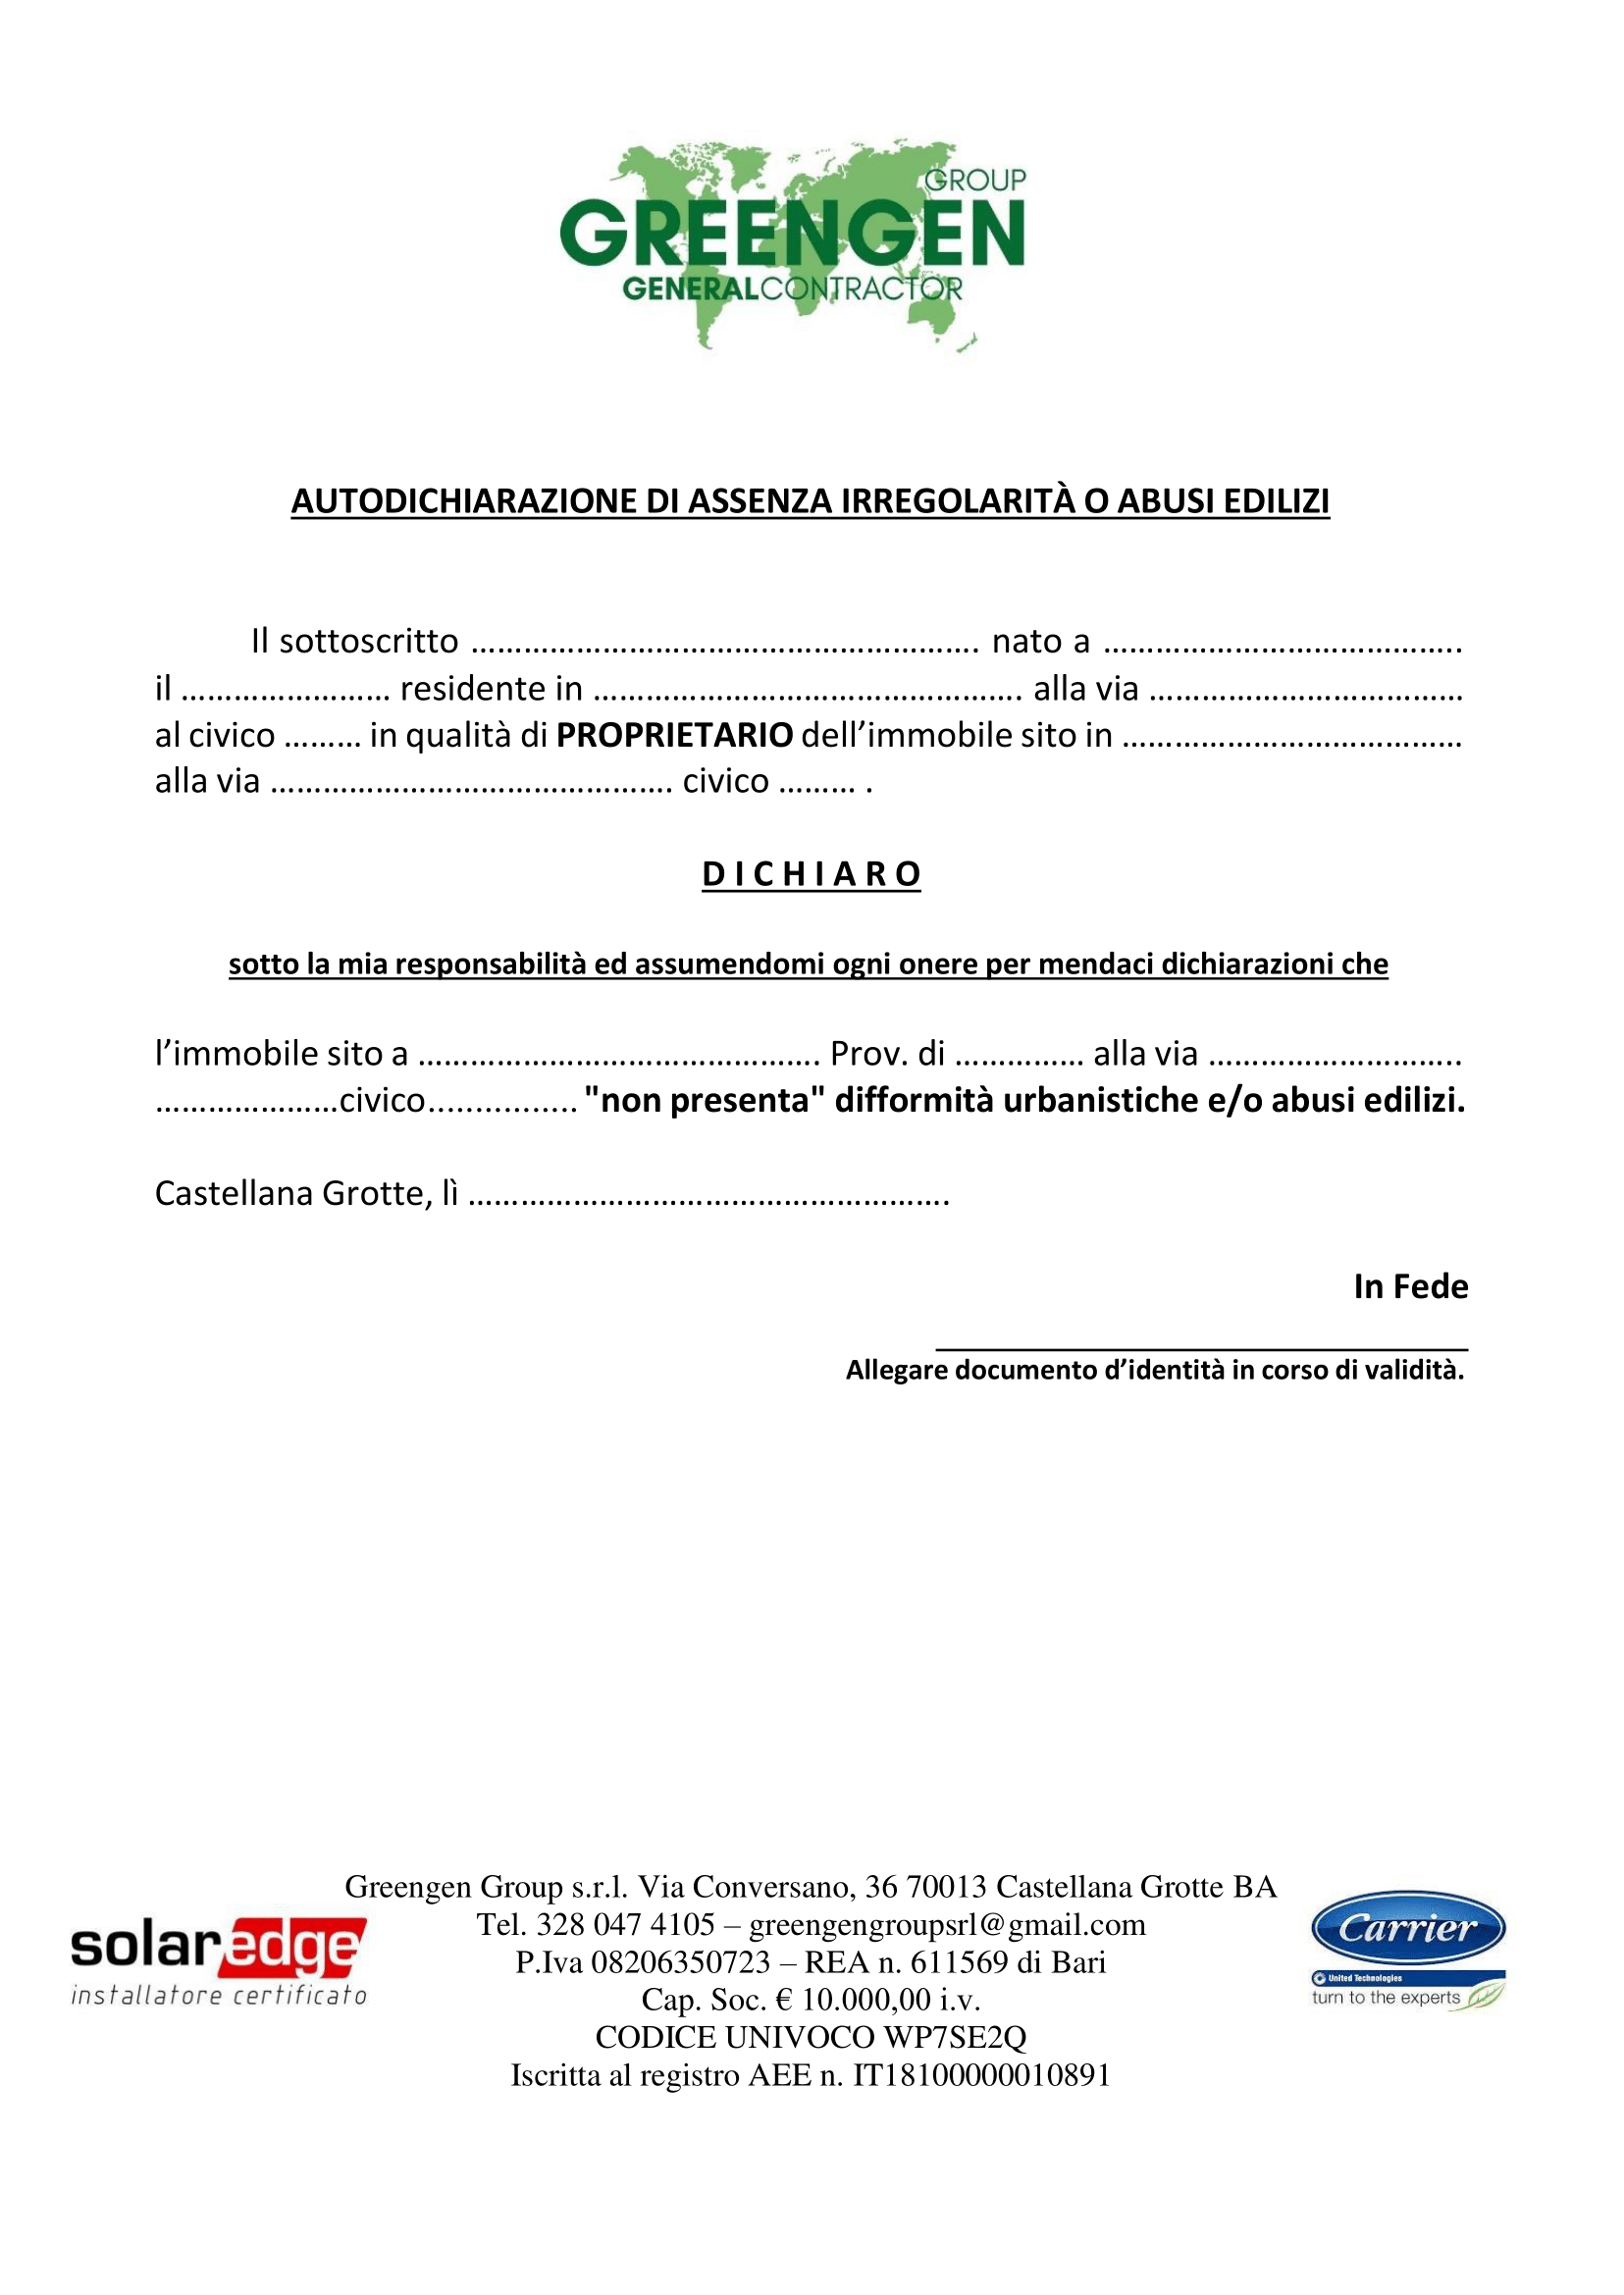 GROUP
GREENGEN
GENERALCONTRACTOR
AUTODICHIARAZIONE DI ASSENZA IRREGOLARITÀ O ABUSI EDILIZI
Il sottoscritto …………………………………………………. nato a …………………………………..
il …………………… residente in …………………………………………. alla via ………………………………
al civico ……… in qualità di PROPRIETARIO dell’immobile sito in …………………………………
alla via ………………………………………. civico ……… .
D I C H I A R O
sotto la mia responsabilità ed assumendomi ogni onere per mendaci dichiarazioni che
l’immobile sito a ………………………………………. Prov. di …………… alla via ………………………..
…………………civico................ "non presenta" difformità urbanistiche e/o abusi edilizi.
Castellana Grotte, lì ……………………………………………….
In Fede
Allegare documento d’identità in corso di validità.
Greengen Group s.r.l. Via Conversano, 36 70013 Castellana Grotte BA
Tel. 328 047 4105 – greengengroupsrl@gmail.com
P.Iva 08206350723 – REA n. 611569 di Bari
Cap. Soc. € 10.000,00 i.v.
CODICE UNIVOCO WP7SE2Q
Iscritta al registro AEE n. IT18100000010891
solaredge
installatore certificato
Carrier
United Technologies
turn to the experts